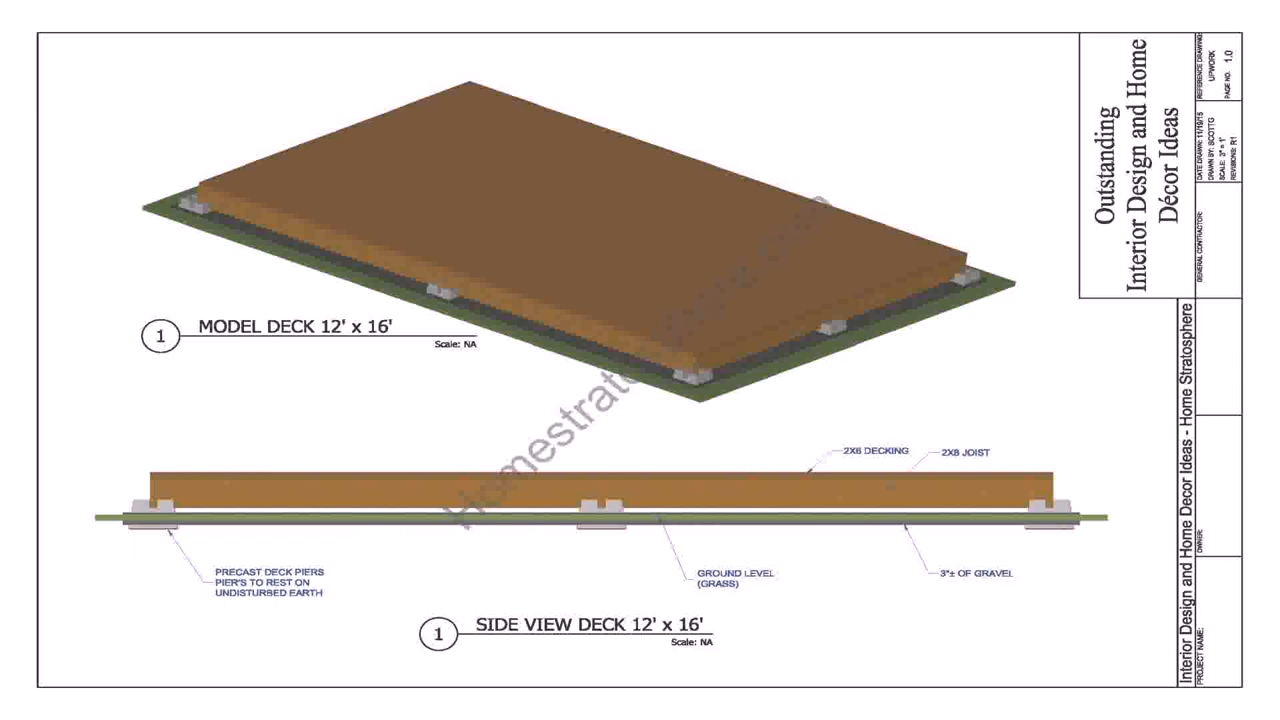 1
MODEL DECK 12' x 16'
Scale: NA
2X6 DECKING
2X8 JOIST
PRECAST DECK PIERS
PIER'S TO REST ON
UNDISTURBED EARTH
GROUND LEVEL
(GRASS)
3"± OF GRAVEL
1
SIDE VIEW DECK 12' x 16'
Scale: NA
Outstanding
Interior Design and Home
Décor Ideas
REFERENCE DRAWING:
UPWORK
PAGE NO. 1.0
DATE DRAWN: 11/19/15
DRAWN BY: SCOTTG
SCALE: 3" = 1'
REVISIONS: R1
GENERAL CONTRACTOR:
Interior Design and Home Decor Ideas - Home Stratosphere
OWNER:
PROJECT NAME: